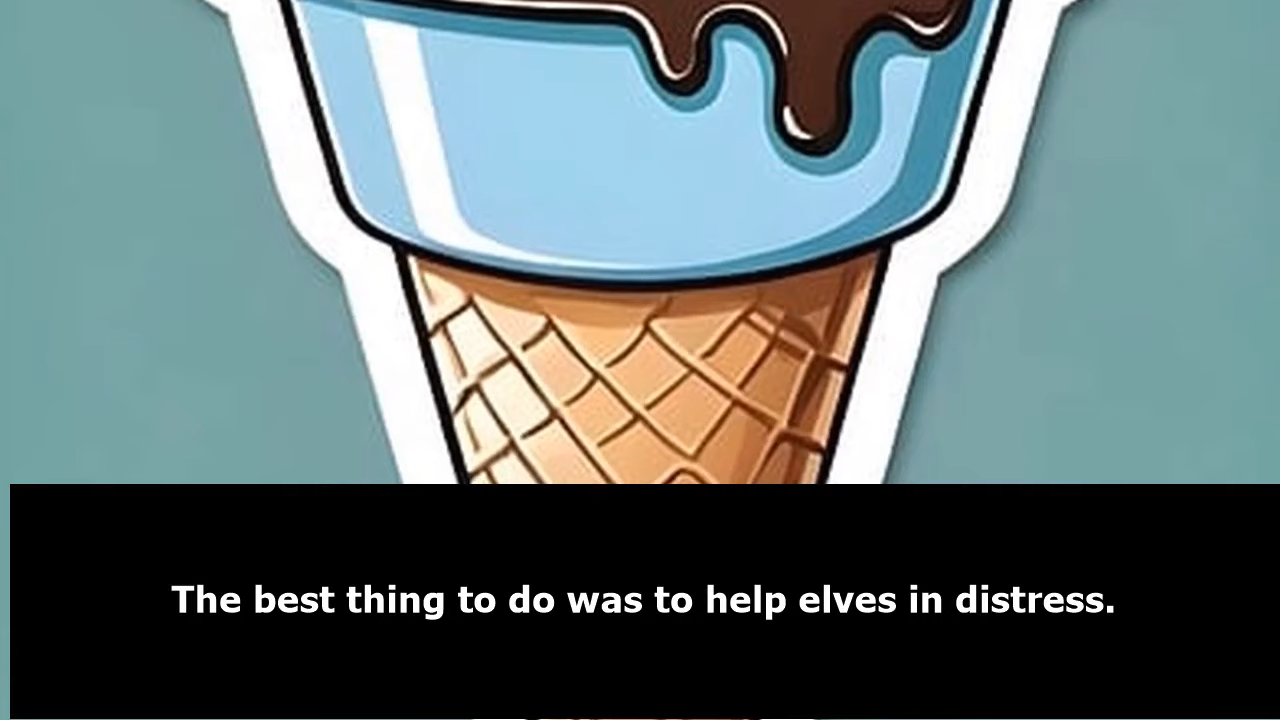 The best thing to do was to help elves in distress.